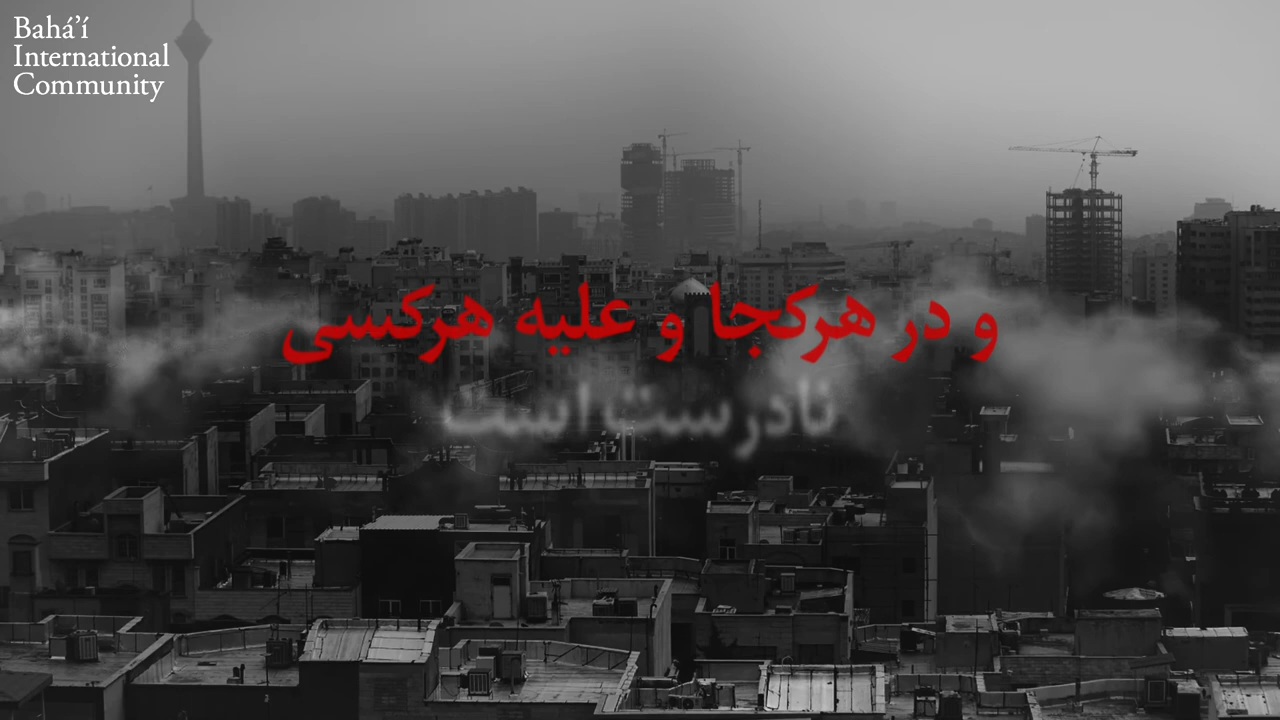 Bahá’í
International
Community
و در هرکجا و علیه هرکسی
نادرست است